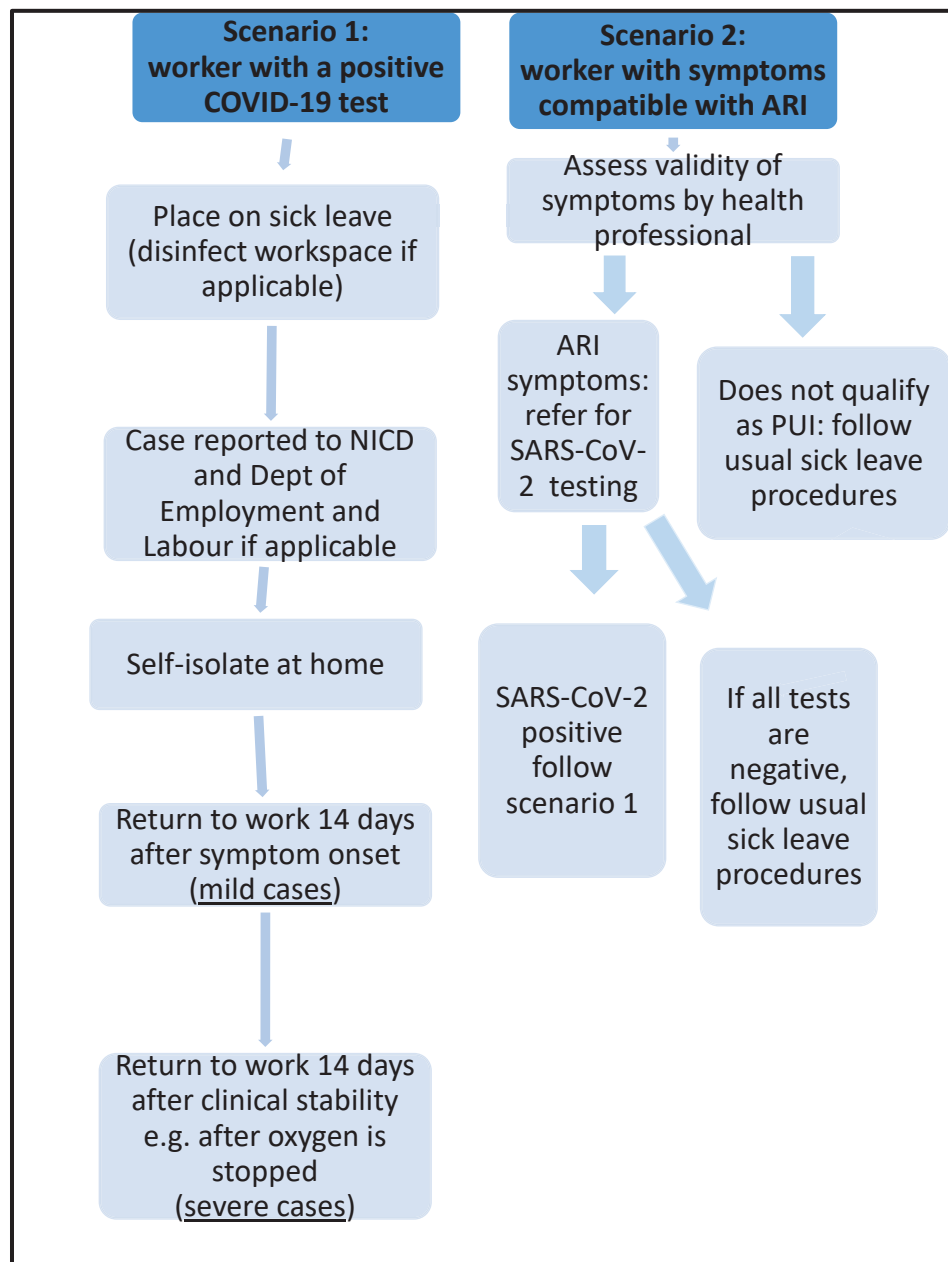 Scenario 1:
worker with a positive
COVID-19 test
Place on sick leave
(disinfect workspace if
applicable)
Case reported to NICD
and Dept of
Employment and
Labour if applicable
Self-isolate at home
Return to work 14 days
after symptom onset
(mild cases)
Return to work 14 days
after clinical stability
e.g. after oxygen is
stopped
(severe cases)
Scenario 2:
worker with symptoms
compatible with ARI
Assess validity of
symptoms by health
professional
ARI
symptoms:
refer for
SARS-CoV-
2 testing
Does not qualify
as PUI: follow
usual sick leave
procedures
SARS-CoV-2
positive
follow
scenario 1
If all tests
are
negative,
follow usual
sick leave
procedures